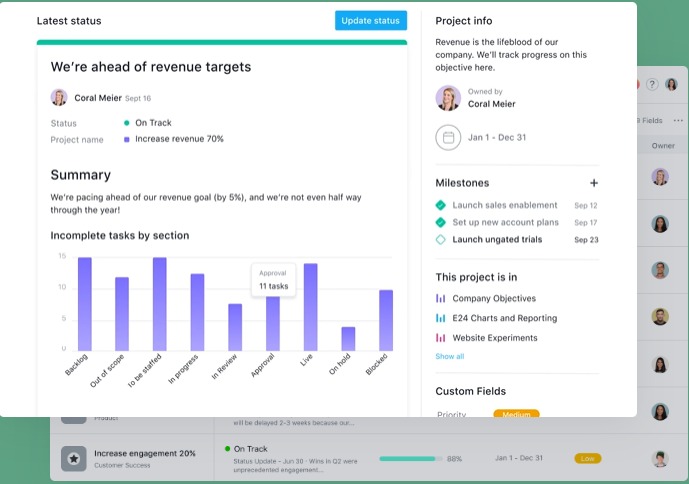 Latest status
Update status
We're ahead of revenue targets
Coral Meier Sept 16
Status On Track
Project name Increase revenue 70%
Summary
We're pacing ahead of our revenue goal (by 5%), and we're not even half way
through the year!
Incomplete tasks by section
15
10
5
0
Approval
11 tasks
Backlog
Out of scope
To be staffed
In progress
In Review
Approval
Live
On hold
Blocked
Project info
Revenue is the lifeblood of our
company. We'll track progress on this
objective here.
Owned by
Coral Meier
Jan 1 - Dec 31
Milestones +
Launch sales enablement Sep 12
Set up new account plans Sep 17
Launch ungated trials Sep 23
This project is in
Company Objectives
E24 Charts and Reporting
Website Experiments
Show all
Custom Fields
Priority Medium
?
Fields ...
Owner
Product
will be delayed 2-3 weeks because our...
Increase engagement 20%
Customer Success
On Track
Status Update - Jun 30 - Wins in Q2 were
unprecedented engagement...
88%
Jan 1 - Dec 31
Low